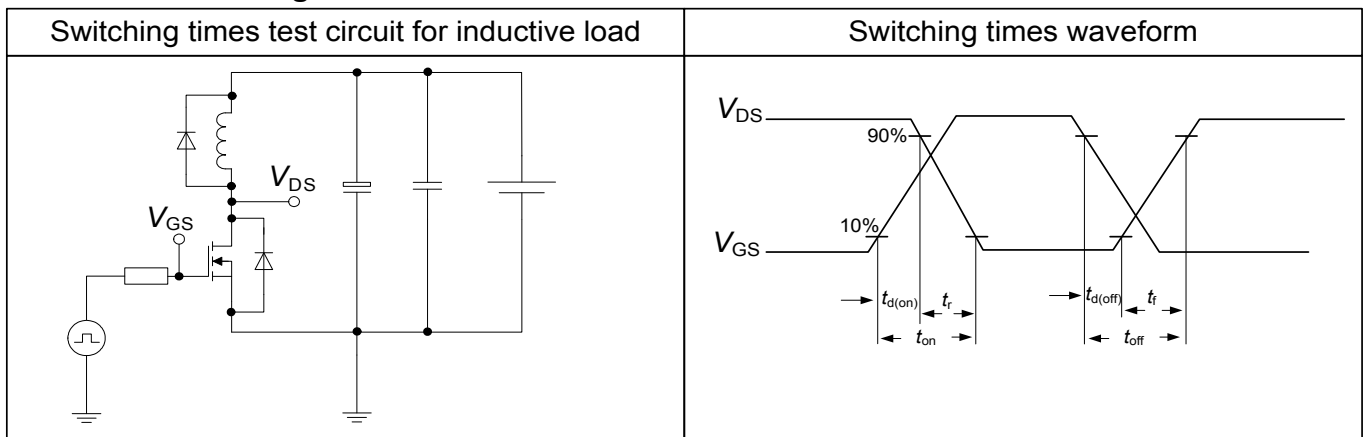 Switching times test circuit for inductive load
Switching times waveform
VDS
VGS
VDS
90%
10%
VGS
td(on)
tr
ton
td(off)
tf
toff